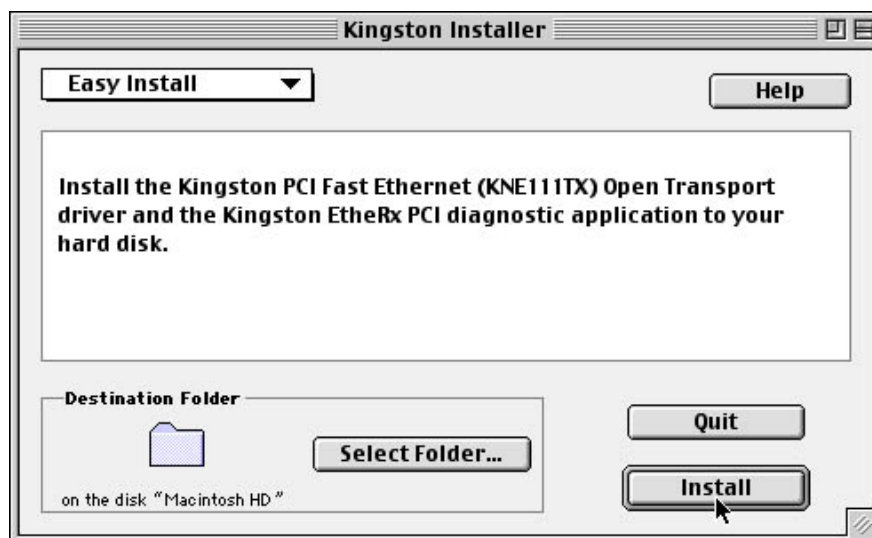 Kingston Installer
Easy Install
Help
Install the Kingston PCI Fast Ethernet (KNE111TX) Open Transport
driver and the Kingston EtheRx PCI diagnostic application to your
hard disk.
Destination Folder
Select Folder...
on the disk "Macintosh HD"
Quit
Install